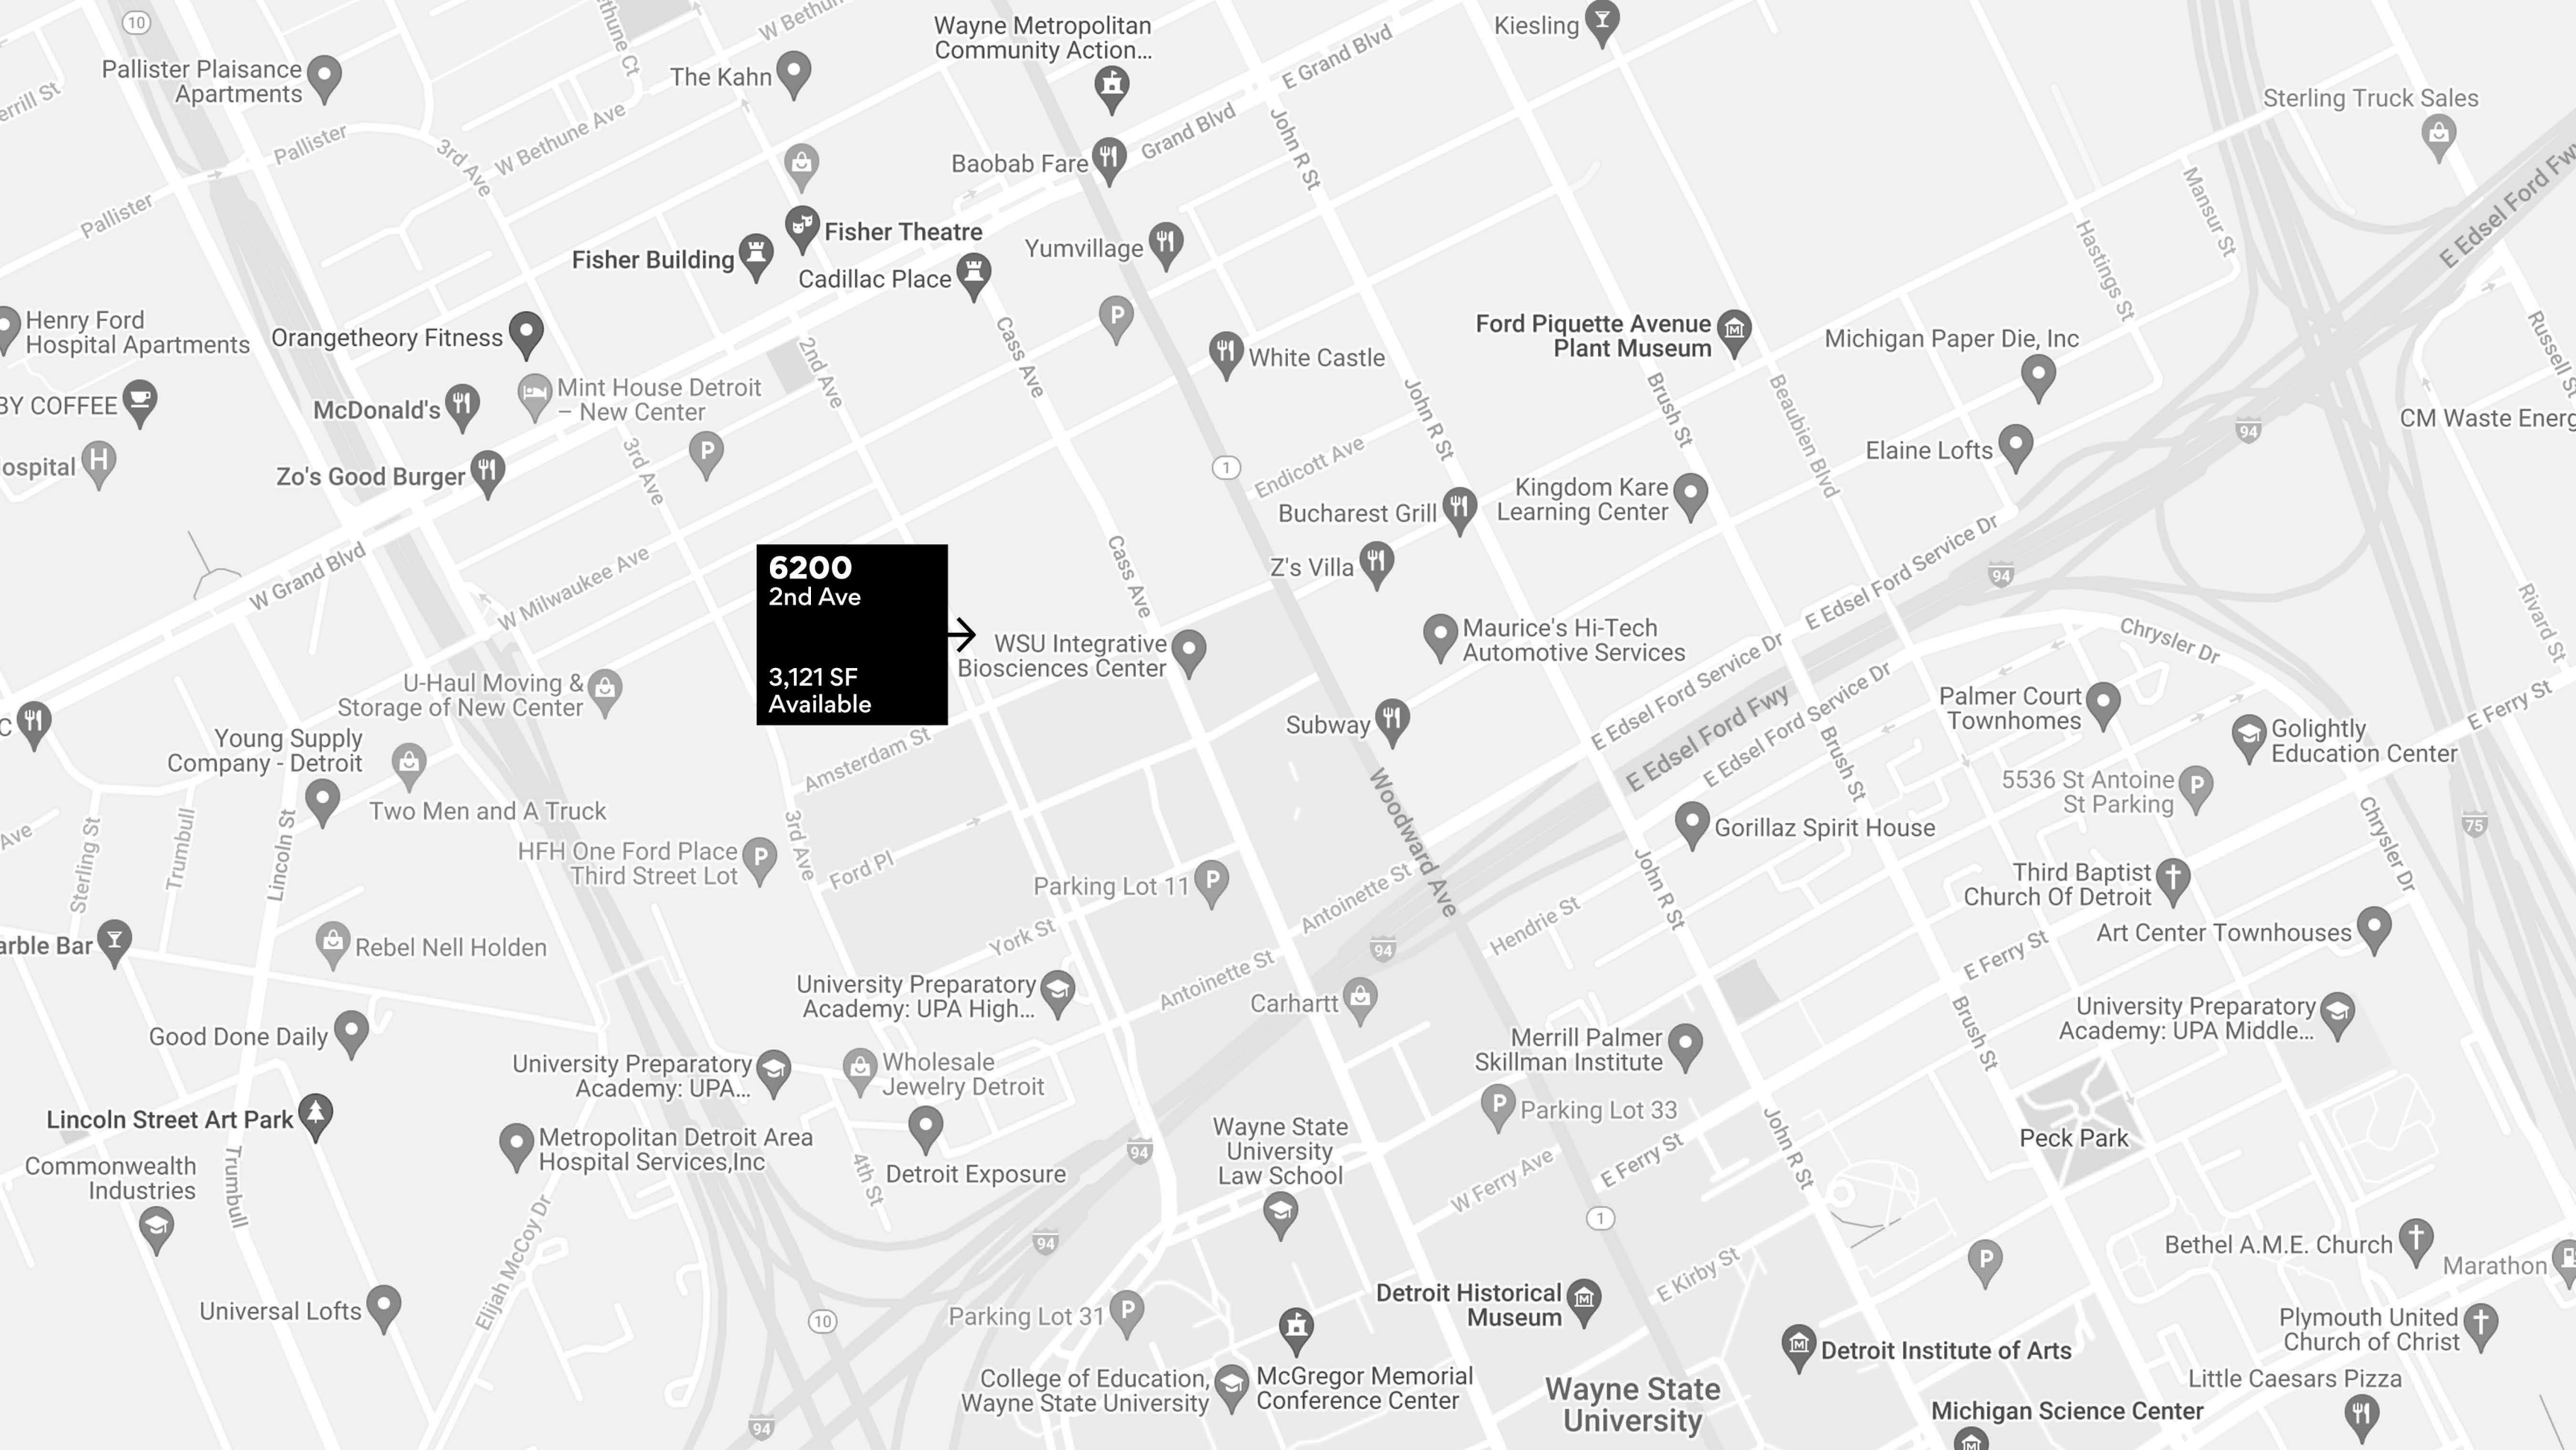 10
Pallister Plaisance
Apartments
The Kahn
W Bethune Ave
Wayne Metropolitan
Community Action...
E Grand Blvd
Kiesling
Sterling Truck Sales
Pallister
3rd Ave
Baobab Fare
Grand Blvd
John R St
Mansur St
E Edsel Ford Fwy
Pallister
Fisher Building
Fisher Theatre
Cadillac Place
Yumvillage
P
Hastings St
Henry Ford
Hospital Apartments
Orangetheory Fitness
Mint House Detroit
– New Center
2nd Ave
Cass Ave
White Castle
Ford Piquette Avenue
Plant Museum
Michigan Paper Die, Inc
Russell St
BY COFFEE
McDonald's
John R St
Brush St
Beaubien Blvd
94
H
Zo's Good Burger
3rd Ave
P
1
Endicott Ave
Bucharest Grill
Kingdom Kare
Learning Center
Elaine Lofts
W Grand Blvd
W Milwaukee Ave
6200
2nd Ave
3,121 SF
Available
Cass Ave
Z's Villa
E Edsel Ford Service Dr
94
WSU Integrative
Biosciences Center
Maurice's Hi-Tech
Automotive Services
E Edsel Ford Service Dr
Chrysler Dr
Rivard St
U-Haul Moving &
Storage of New Center
Subway
E Edsel Ford Fwy
E Edsel Ford Service Dr
Palmer Court
Townhomes
E Ferry St
Young Supply
Company - Detroit
Two Men and A Truck
Amsterdam St
Woodward Ave
Brush St
5536 St Antoine
St Parking
P
Golightly
Education Center
Sterling St
Trumbull
Lincoln St
3rd Ave
Ford Pl
HFH One Ford Place
Third Street Lot
P
Parking Lot 11
P
Antoinette St
John R St
Gorillaz Spirit House
75
Chrysler Dr
Rebel Nell Holden
York St
Antoinette St
94
Hendrie St
Third Baptist
Church Of Detroit
Art Center Townhouses
E Ferry St
University Preparatory
Academy: UPA High...
Carhartt
Good Done Daily
University Preparatory
Academy: UPA...
Wholesale
Jewelry Detroit
Merrill Palmer
Skillman Institute
Brush St
University Preparatory
Academy: UPA Middle...
Lincoln Street Art Park
Metropolitan Detroit Area
Hospital Services,Inc
4th St
Detroit Exposure
94
Wayne State
University
Law School
P
Parking Lot 33
W Ferry Ave
E Ferry St
John R St
Peck Park
Commonwealth
Industries
Trumbull
Elijah McCoy Dr
94
1
E Kirby St
P
Bethel A.M.E. Church
Marathon
Universal Lofts
10
Parking Lot 31
P
Detroit Historical
Museum
Plymouth United
Church of Christ
Detroit Institute of Arts
College of Education,
Wayne State University
McGregor Memorial
Conference Center
Wayne State
University
Little Caesars Pizza
Michigan Science Center
94